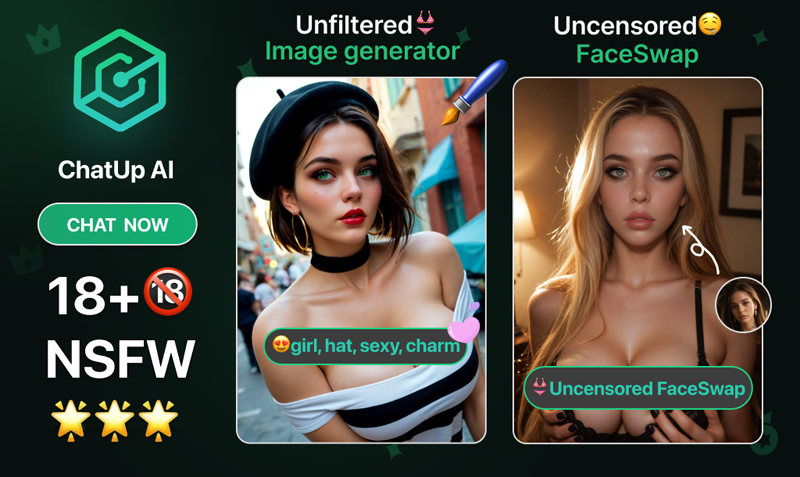 ChatUp AI
CHAT NOW
18+🔞
NSFW
🌟🌟🌟
Unfiltered👙
Image generator
😍girl, hat, sexy, charm
Uncensored🤤
FaceSwap
👙Uncensored FaceSwap